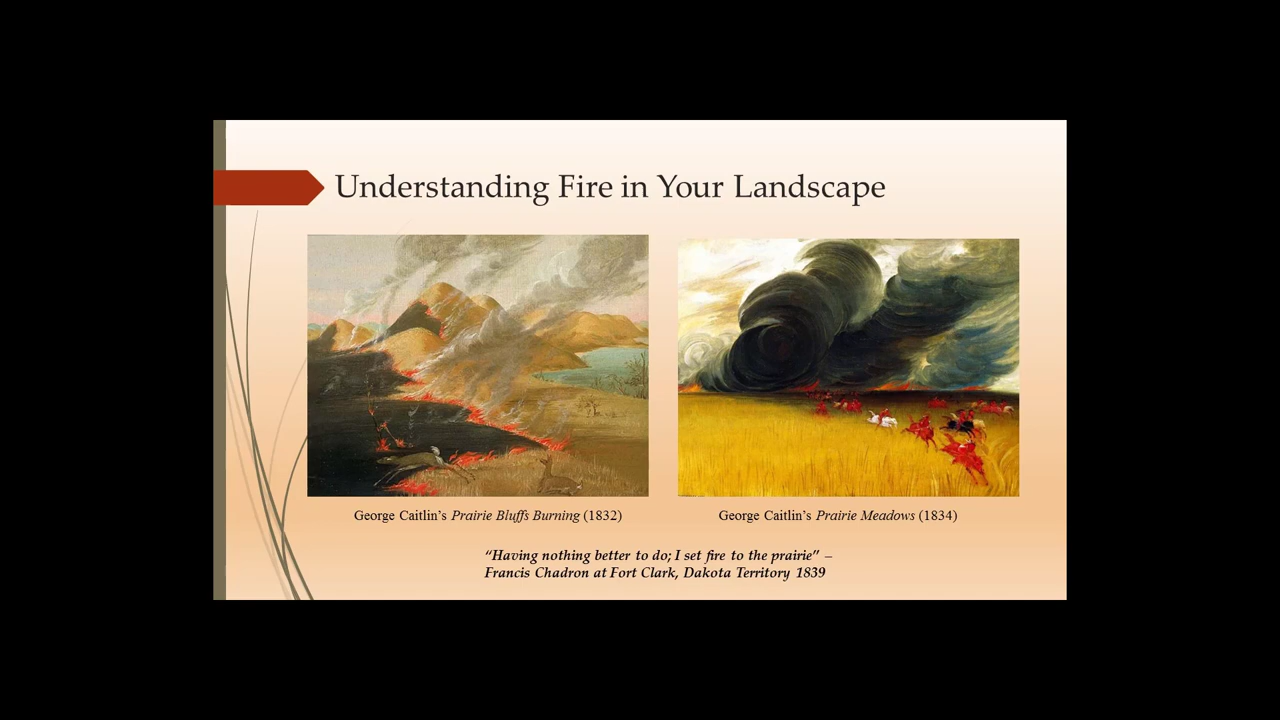 Understanding Fire in Your Landscape
George Caitlin’s Prairie Bluffs Burning (1832)
George Caitlin’s Prairie Meadows (1834)
“Having nothing better to do; I set fire to the prairie” –
Francis Chadron at Fort Clark, Dakota Territory 1839